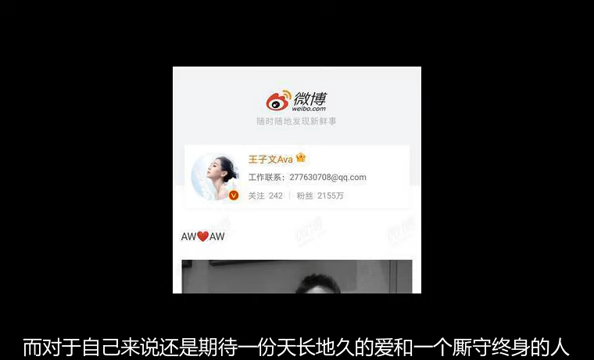 微博
weibo.com
随时随地发现新鲜事
王子文Ava
工作联系：277630708@qq.com
关注 242 | 粉丝 2155万
AW❤️AW
而对于自己来说还是期待一份天长地久的爱和一个厮守终身的人